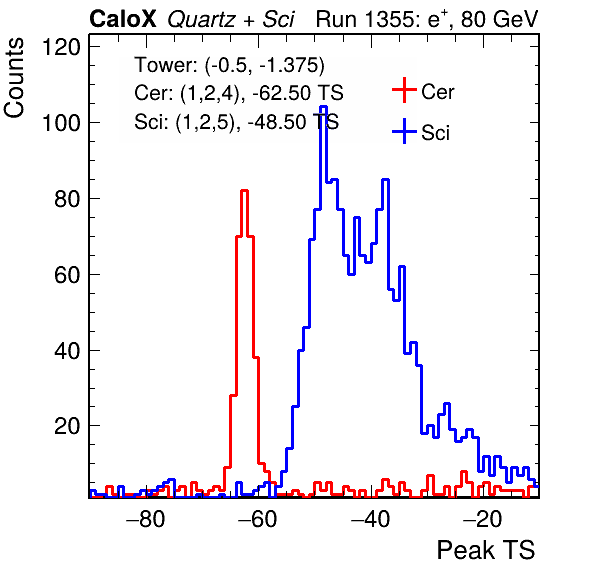 CaloX Quartz + Sci Run 1355: e+, 80 GeV
Counts
Tower: (-0.5, -1.375)
Cer: (1,2,4), -62.50 TS
Sci: (1,2,5), -48.50 TS
Cer
Sci
120
100
80
60
40
20
−80 −60 −40 −20
Peak TS